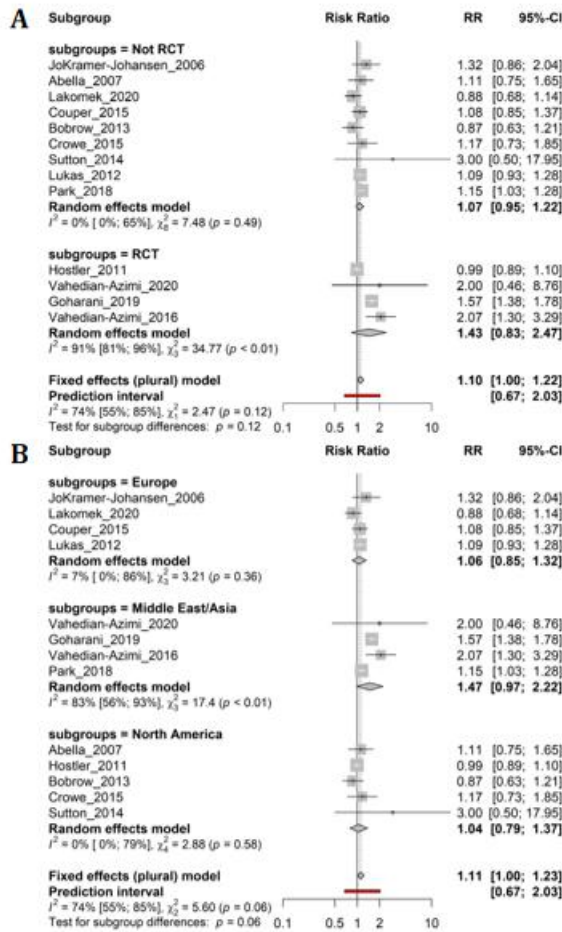 A
Subgroup Risk Ratio RR 95%-CI
subgroups = Not RCT
JoKramer-Johansen_2006 1.32 [0.86; 2.04]
Abella_2007 1.11 [0.75; 1.65]
Lakomek_2020 0.88 [0.68; 1.14]
Couper_2015 1.08 [0.85; 1.37]
Bobrow_2013 0.87 [0.63; 1.21]
Crowe_2015 1.17 [0.73; 1.85]
Sutton_2014 3.00 [0.50; 17.95]
Lukas_2012 1.09 [0.93; 1.28]
Park_2018 1.15 [1.03; 1.28]
Random effects model 1.07 [0.95; 1.22]
I² = 0% [ 0%; 65%], χ²₈ = 7.48 (p = 0.49)
subgroups = RCT
Hostler_2011 0.99 [0.89; 1.10]
Vahedian-Azimi_2020 2.00 [0.46; 8.76]
Goharani_2019 1.57 [1.38; 1.78]
Vahedian-Azimi_2016 2.07 [1.30; 3.29]
Random effects model 1.43 [0.83; 2.47]
I² = 91% [81%; 96%], χ²₃ = 34.77 (p < 0.01)
Fixed effects (plural) model 1.10 [1.00; 1.22]
Prediction interval [0.67; 2.03]
I² = 74% [55%; 85%], χ²₁ = 2.47 (p = 0.12)
Test for subgroup differences: p = 0.12 0.1 0.5 1 2 10
B
Subgroup Risk Ratio RR 95%-CI
subgroups = Europe
JoKramer-Johansen_2006 1.32 [0.86; 2.04]
Lakomek_2020 0.88 [0.68; 1.14]
Couper_2015 1.08 [0.85; 1.37]
Lukas_2012 1.09 [0.93; 1.28]
Random effects model 1.06 [0.85; 1.32]
I² = 7% [ 0%; 86%], χ²₃ = 3.21 (p = 0.36)
subgroups = Middle East/Asia
Vahedian-Azimi_2020 2.00 [0.46; 8.76]
Goharani_2019 1.57 [1.38; 1.78]
Vahedian-Azimi_2016 2.07 [1.30; 3.29]
Park_2018 1.15 [1.03; 1.28]
Random effects model 1.47 [0.97; 2.22]
I² = 83% [56%; 93%], χ²₃ = 17.4 (p < 0.01)
subgroups = North America
Abella_2007 1.11 [0.75; 1.65]
Hostler_2011 0.99 [0.89; 1.10]
Bobrow_2013 0.87 [0.63; 1.21]
Crowe_2015 1.17 [0.73; 1.85]
Sutton_2014 3.00 [0.50; 17.95]
Random effects model 1.04 [0.79; 1.37]
I² = 0% [ 0%; 79%], χ²₄ = 2.88 (p = 0.58)
Fixed effects (plural) model 1.11 [1.00; 1.23]
Prediction interval [0.67; 2.03]
I² = 74% [55%; 85%], χ²₂ = 5.60 (p = 0.06)
Test for subgroup differences: p = 0.06 0.1 0.5 1 2 10